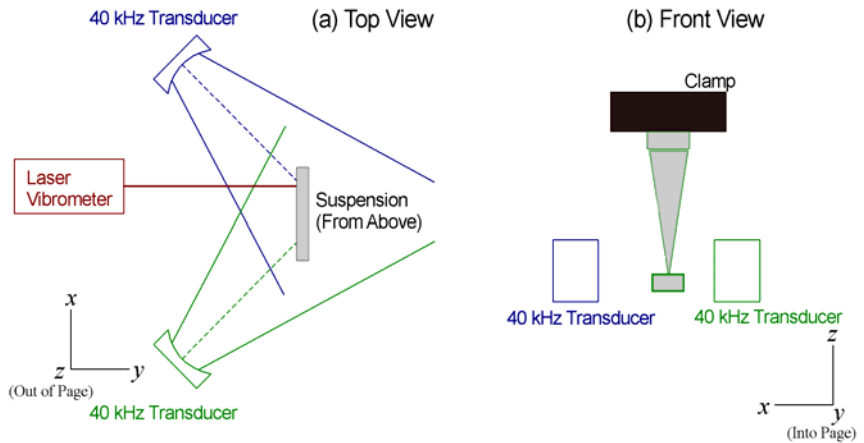 40 kHz Transducer
(a) Top View
Laser
Vibrometer
Suspension
(From Above)
x
z
y
(Out of Page)
40 kHz Transducer
(b) Front View
Clamp
40 kHz Transducer
40 kHz Transducer
z
x
y
(Into Page)